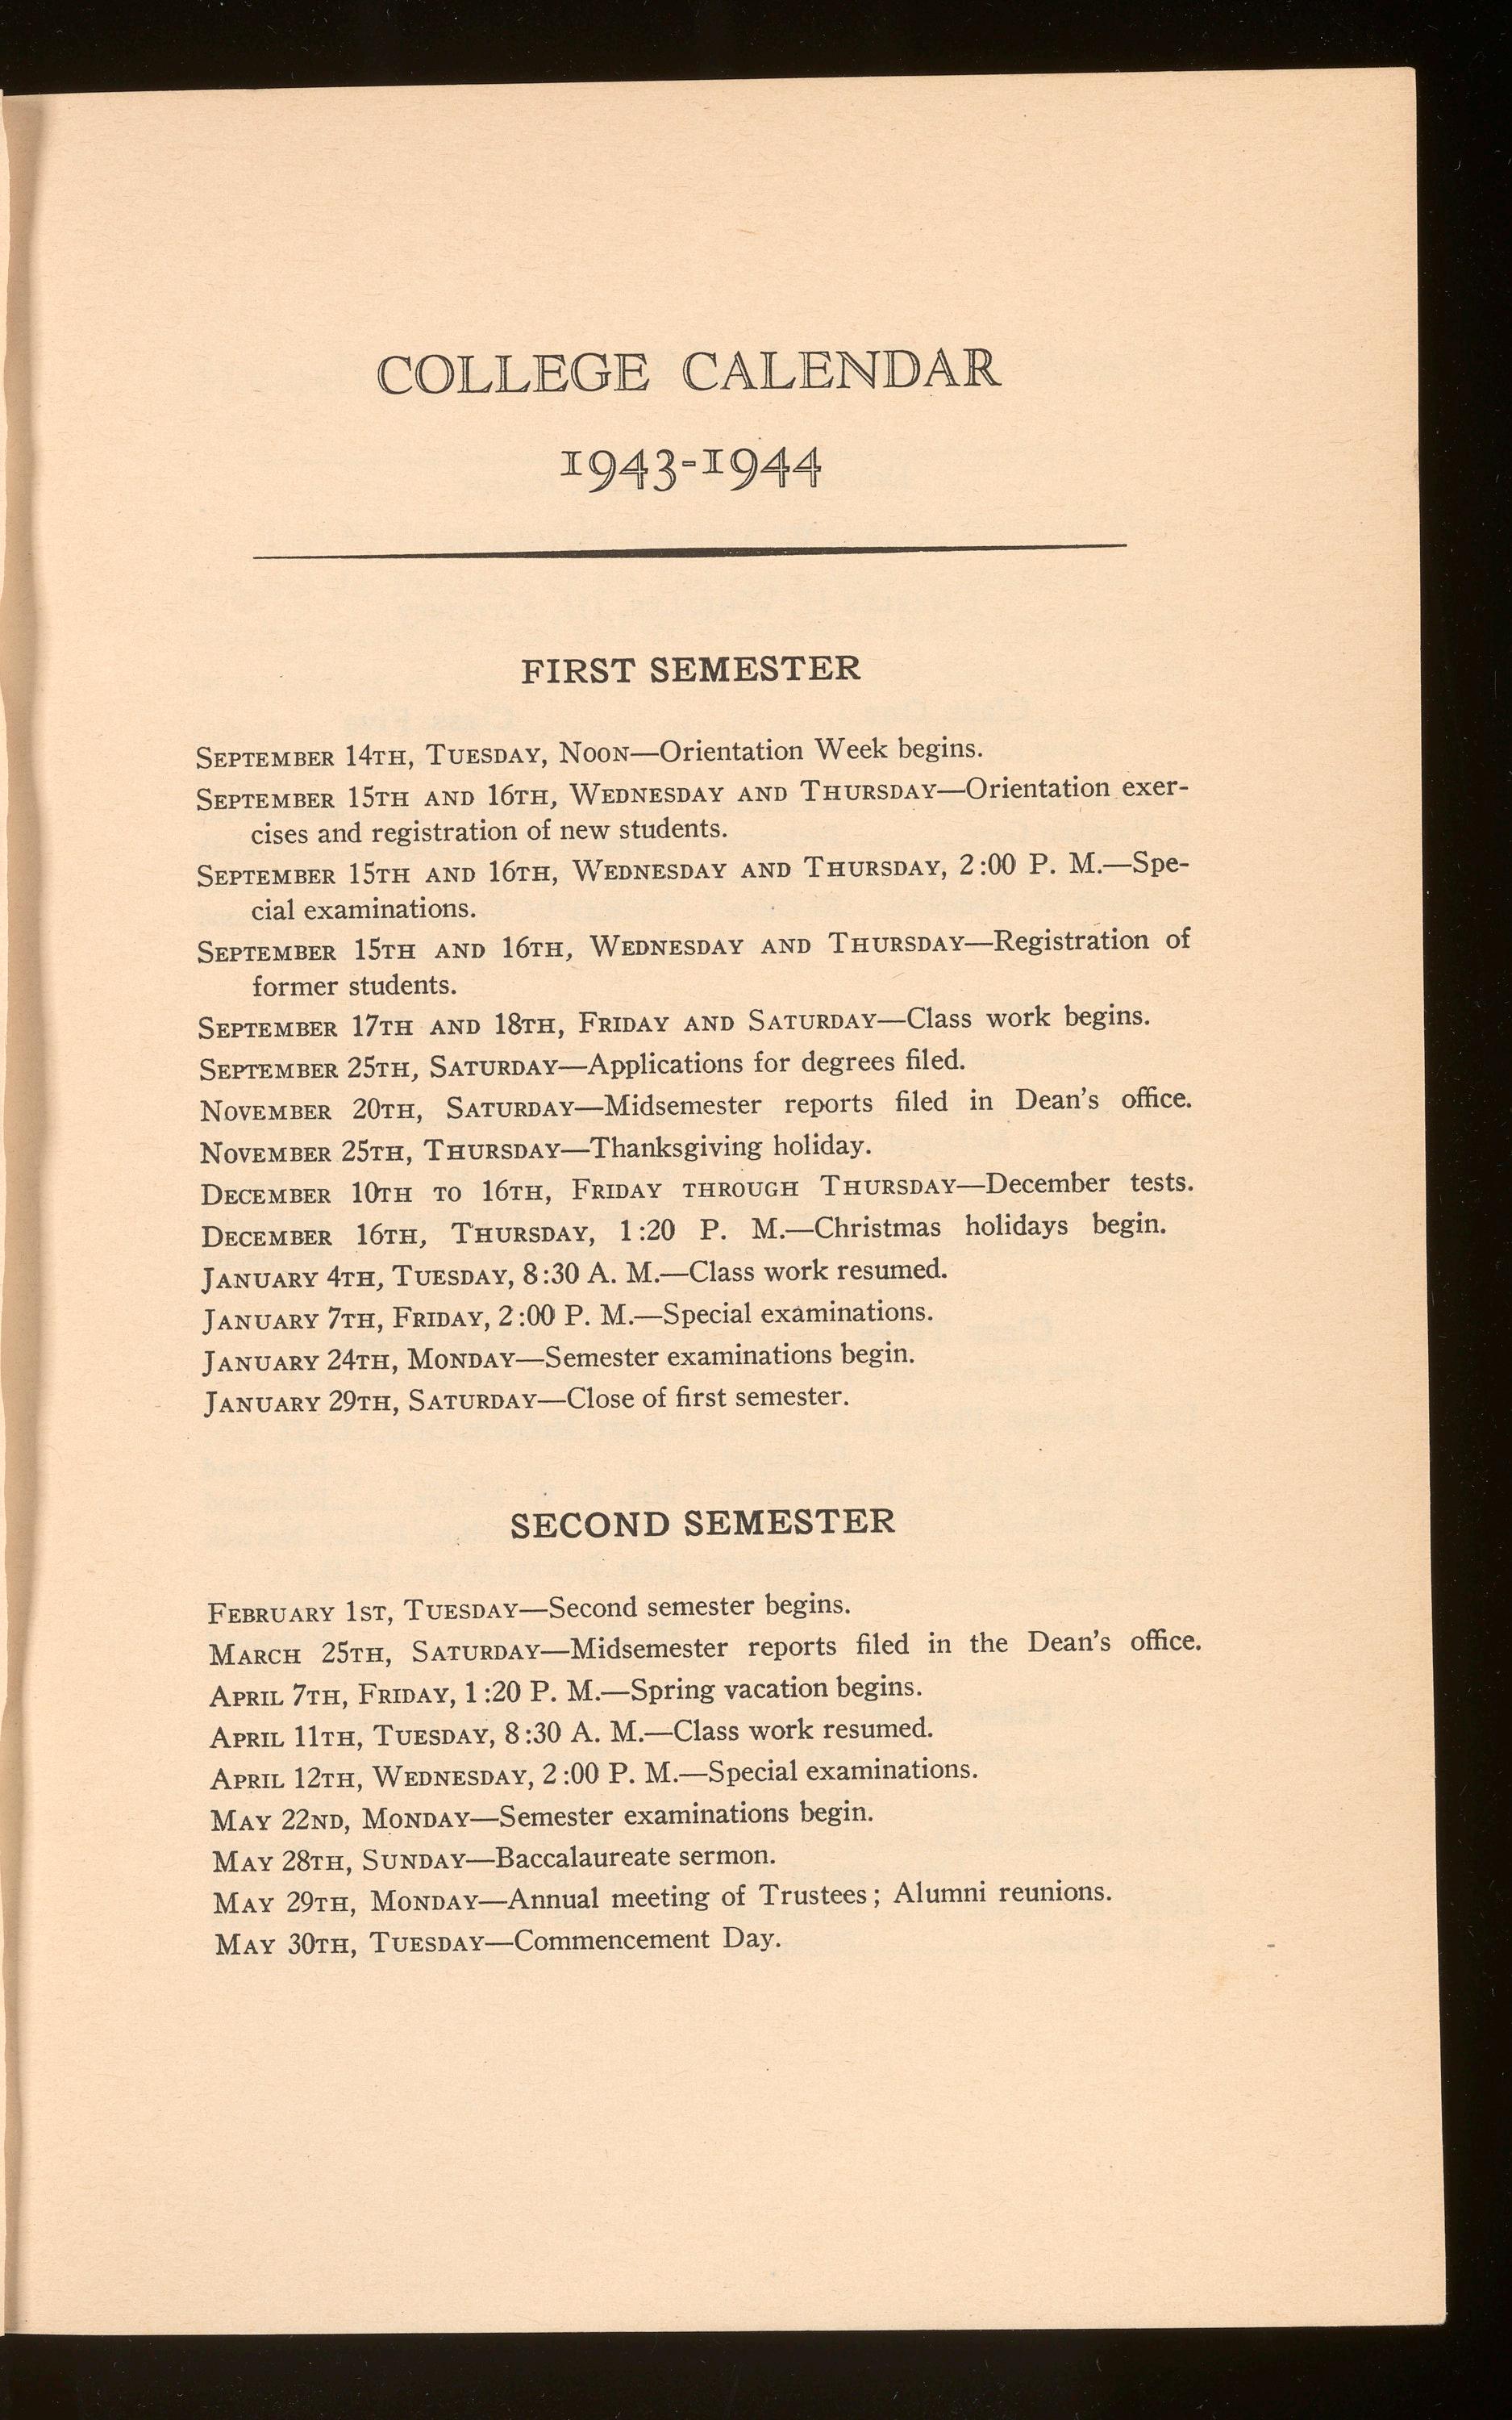 COLLEGE CALENDAR
1943-1944
FIRST SEMESTER
SEPTEMBER 14TH, TUESDAY, NOON—Orientation Week begins.
SEPTEMBER 15TH AND 16TH, WEDNESDAY AND THURSDAY—Orientation exer-
cises and registration of new students.
SEPTEMBER 15TH AND 16TH, WEDNESDAY AND THURSDAY, 2:00 P. M.—Spe-
cial examinations.
SEPTEMBER 15TH AND 16TH, WEDNESDAY AND THURSDAY—Registration of
former students.
SEPTEMBER 17TH AND 18TH, FRIDAY AND SATURDAY—Class work begins.
SEPTEMBER 25TH, SATURDAY—Applications for degrees filed.
NOVEMBER 20TH, SATURDAY—Midsemester reports filed in Dean's office.
NOVEMBER 25TH, THURSDAY—Thanksgiving holiday.
DECEMBER 10TH TO 16TH, FRIDAY THROUGH THURSDAY—December tests.
DECEMBER 16TH, THURSDAY, 1:20 P. M.—Christmas holidays begin.
JANUARY 4TH, TUESDAY, 8:30 A. M.—Class work resumed.
JANUARY 7TH, FRIDAY, 2:00 P. M.—Special examinations.
JANUARY 24TH, MONDAY—Semester examinations begin.
JANUARY 29TH, SATURDAY—Close of first semester.
SECOND SEMESTER
FEBRUARY 1ST, TUESDAY—Second semester begins.
MARCH 25TH, SATURDAY—Midsemester reports filed in the Dean's office.
APRIL 7TH, FRIDAY, 1:20 P. M.—Spring vacation begins.
APRIL 11TH, TUESDAY, 8:30 A. M.—Class work resumed.
APRIL 12TH, WEDNESDAY, 2:00 P. M.—Special examinations.
MAY 22ND, MONDAY—Semester examinations begin.
MAY 28TH, SUNDAY—Baccalaureate sermon.
MAY 29TH, MONDAY—Annual meeting of Trustees; Alumni reunions.
MAY 30TH, TUESDAY—Commencement Day.